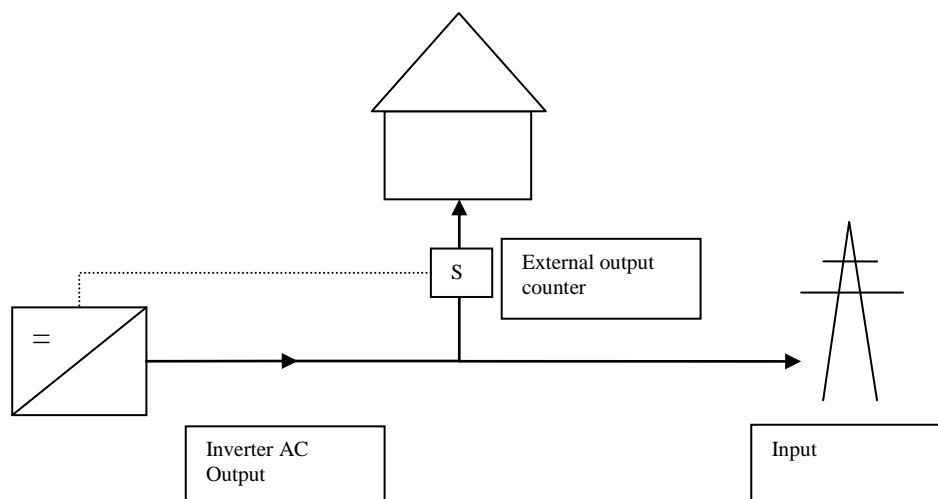 S
External output
counter
=
Inverter AC
Output
Input